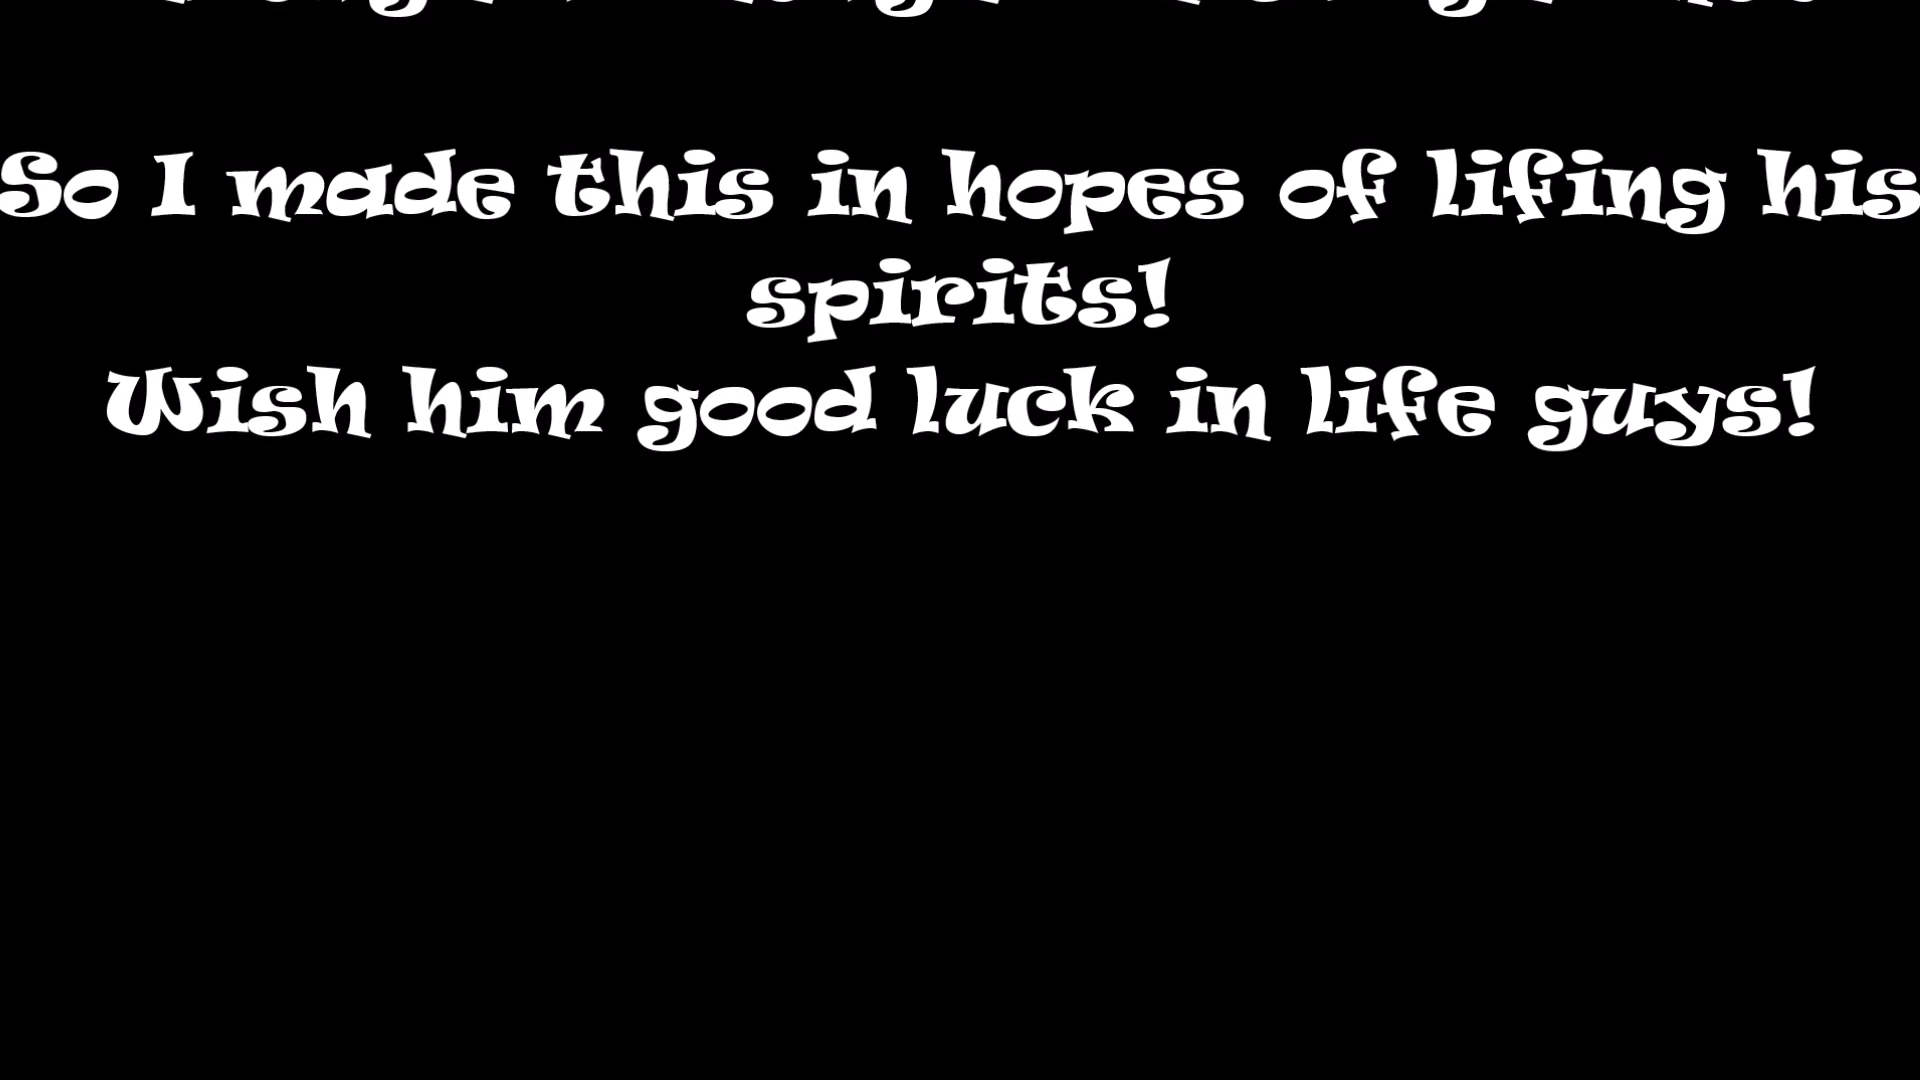 So I made this in hopes of lifing his
spirits!
Wish him good luck in life guys!